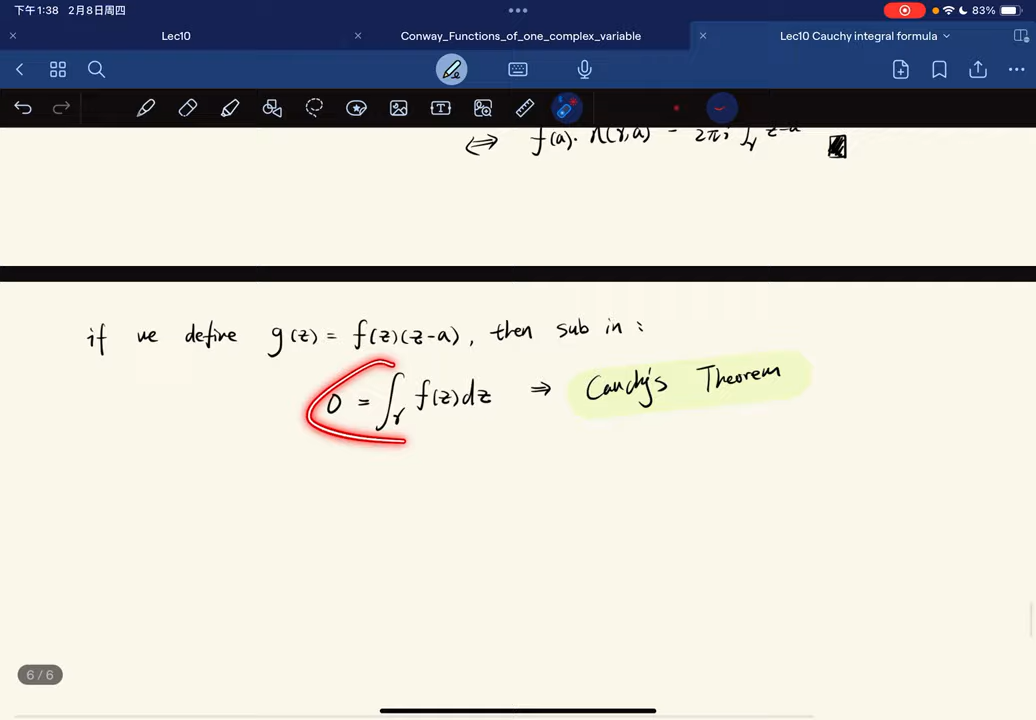 下午1:38 2月8日周四
83%
Lec10
Conway_Functions_of_one_complex_variable
Lec10 Cauchy integral formula
⇔ f(a)· n(γ,a) = 2πi ∫γ z-a
if we define g(z) = f(z)(z-a), then sub in :
0 = ∫γ f(z)dz ⇒ Cauchy's Theorem
6 / 6